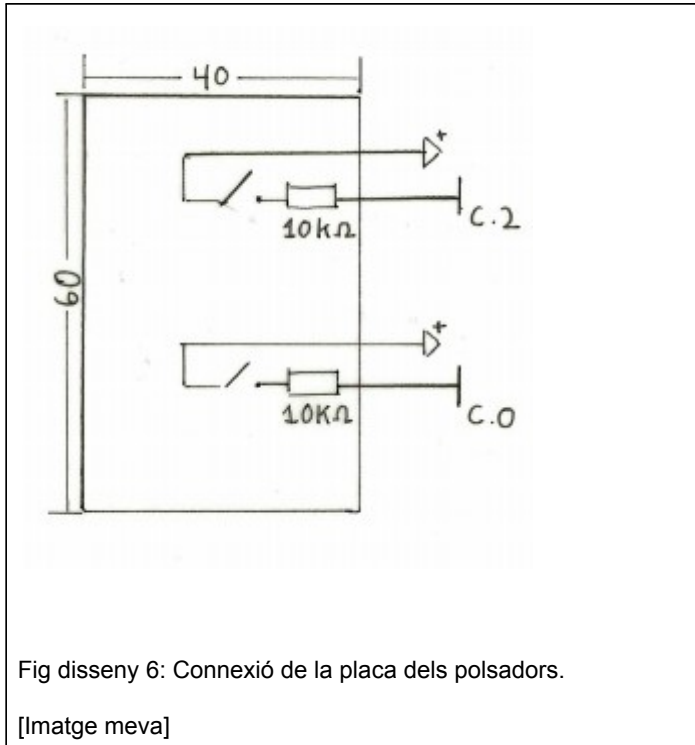 40
+
10kΩ
C.2
60
+
10KΩ
C.0
Fig disseny 6: Connexió de la placa dels polsadors.
[Imatge meva]